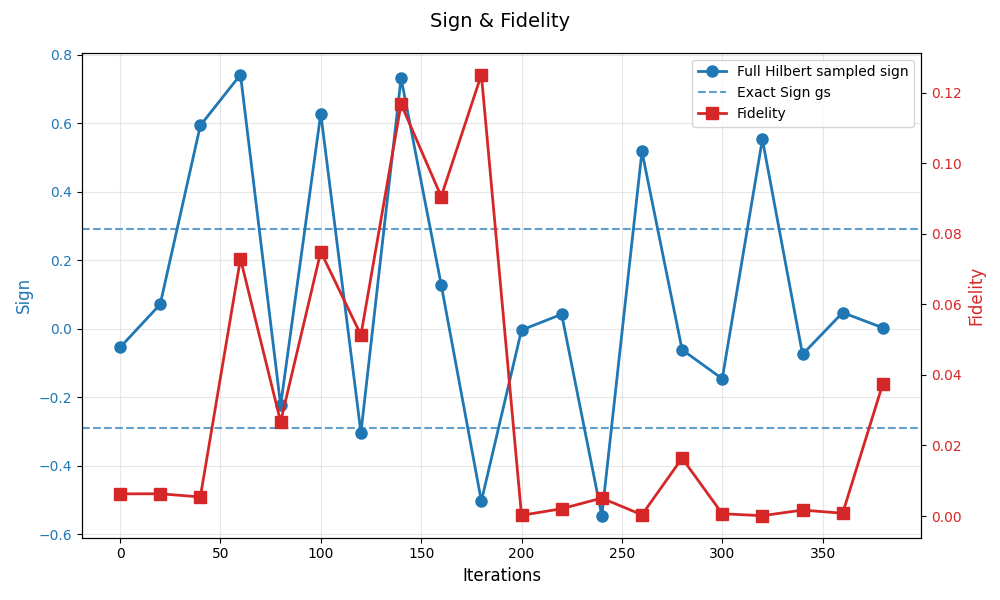 Sign & Fidelity
Full Hilbert sampled sign
Exact Sign gs
Fidelity
Sign
0.8
0.6
0.4
0.2
0.0
−0.2
−0.4
−0.6
0.12
0.10
0.08
0.06
0.04
0.02
0.00
Fidelity
0 50 100 150 200 250 300 350
Iterations